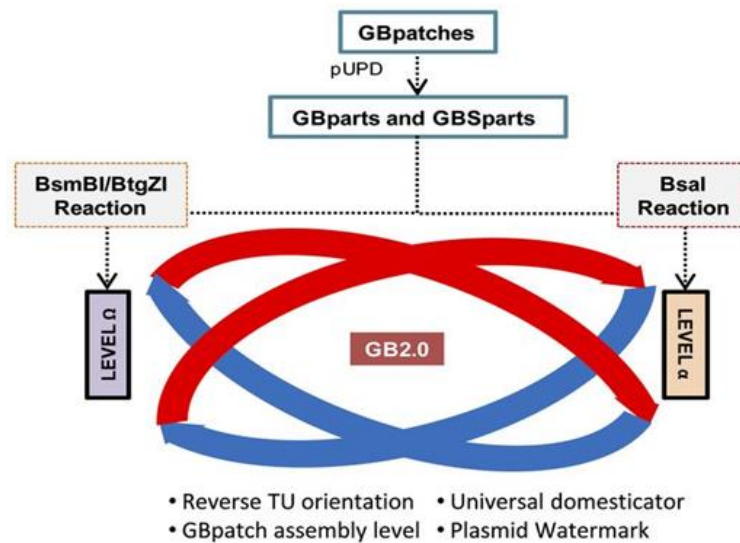 GBpatches
pUPD
GBparts and GBSparts
BsmBI/BtgZI
Reaction
BsaI
Reaction
LEVEL Ω
GB2.0
LEVEL α
• Reverse TU orientation
• Universal domesticator
• GBpatch assembly level
• Plasmid Watermark